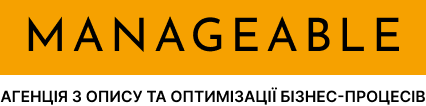 MANAGEABLE
АГЕНЦІЯ З ОПИСУ ТА ОПТИМІЗАЦІЇ БІЗНЕС-ПРОЦЕСІВ